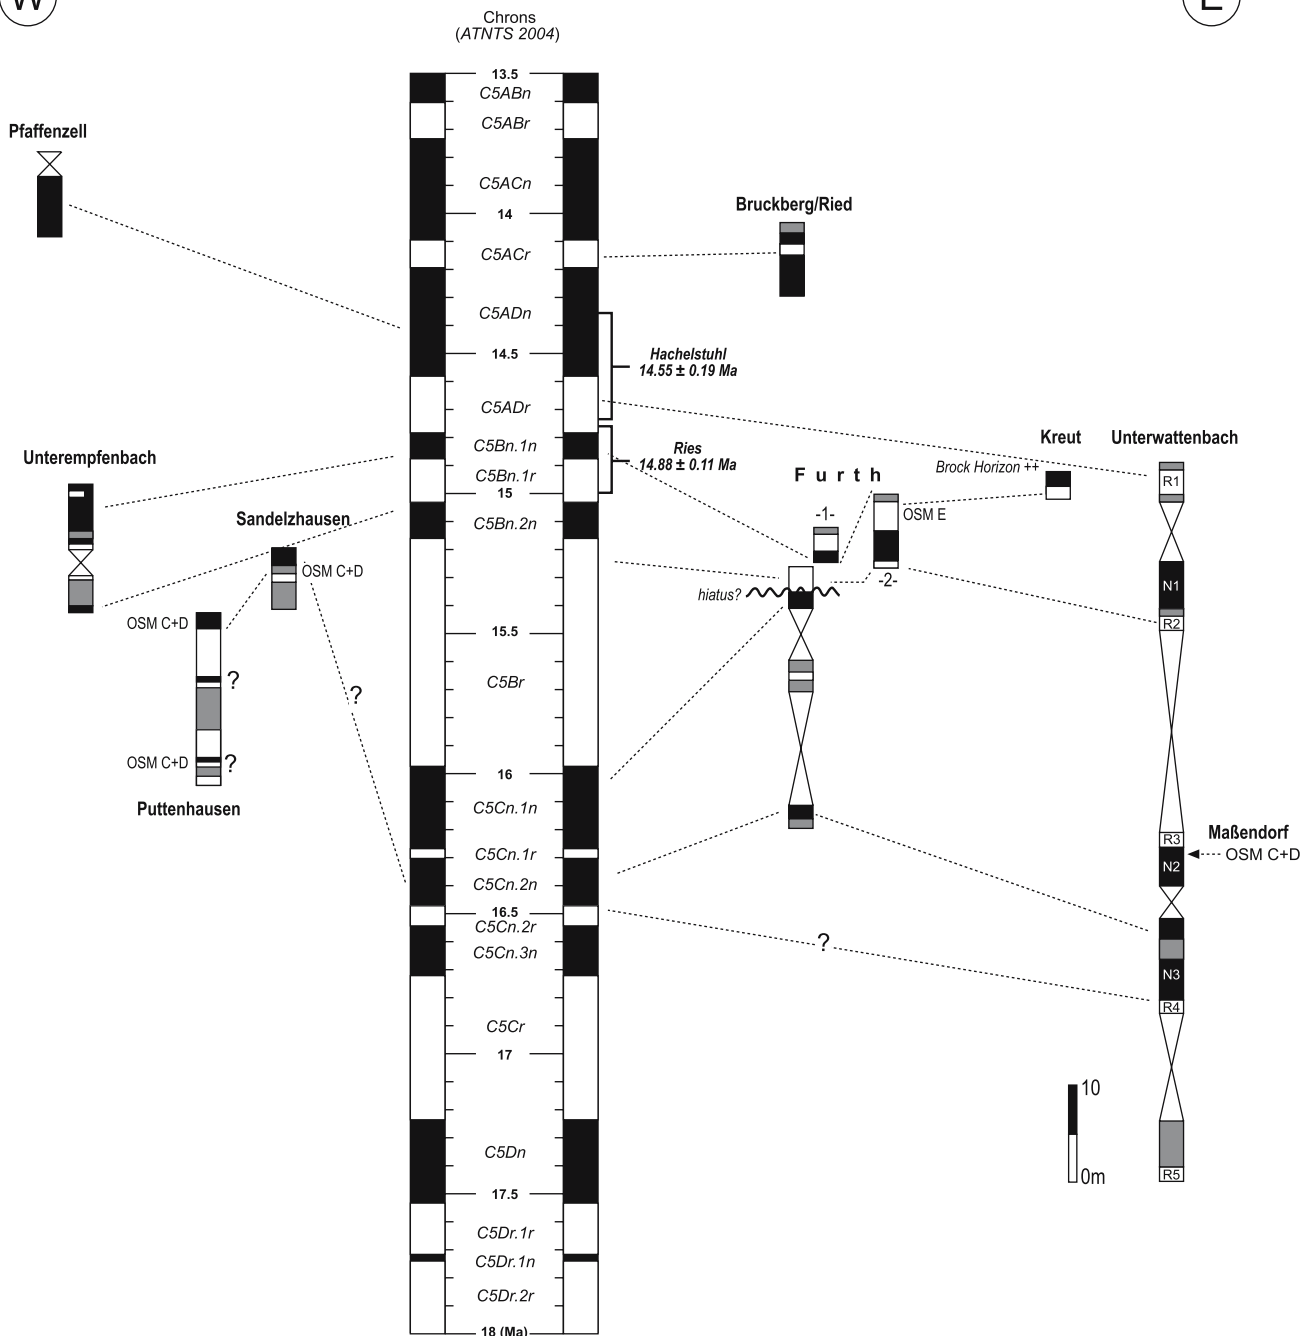 W
E
Chrons
(ATNTS 2004)
13.5
C5ABn
C5ABr
C5ACn
14
C5ACr
C5ADn
14.5
C5ADr
C5Bn.1n
C5Bn.1r
15
C5Bn.2n
15.5
C5Br
16
C5Cn.1n
C5Cn.1r
C5Cn.2n
16.5
C5Cn.2r
C5Cn.3n
C5Cr
17
C5Dn
17.5
C5Dr.1r
C5Dr.1n
C5Dr.2r
18 (Ma)
Pfaffenzell
Unterempfenbach
Sandelzhausen
OSM C+D
OSM C+D
?
?
OSM C+D
?
Puttenhausen
Bruckberg/Ried
Hachelstuhl
14.55 ± 0.19 Ma
Ries
14.88 ± 0.11 Ma
Furth
-1-
OSM E
-2-
hiatus?
Kreut
Brock Horizon ++
Unterwattenbach
R1
N1
R2
R3
Maßendorf
OSM C+D
N2
N3
R4
R5
?
10
0m